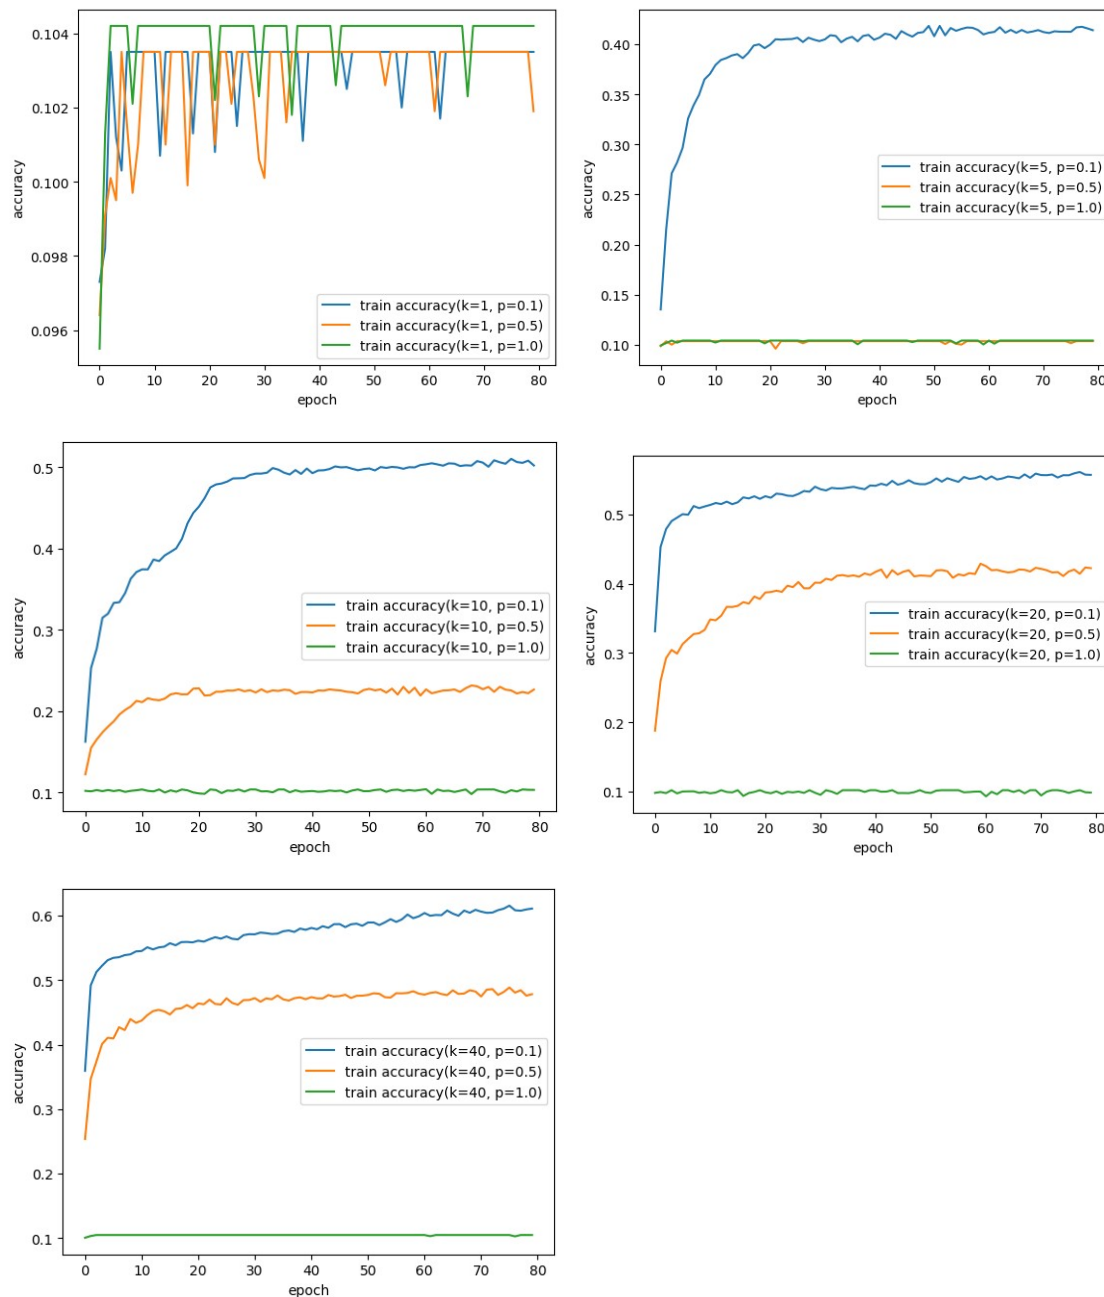 0.104
0.102
0.100
0.098
0.096
accuracy
train accuracy(k=1, p=0.1)
train accuracy(k=1, p=0.5)
train accuracy(k=1, p=1.0)
0 10 20 30 40 50 60 70 80
epoch
0.40
0.35
0.30
0.25
0.20
0.15
0.10
accuracy
train accuracy(k=5, p=0.1)
train accuracy(k=5, p=0.5)
train accuracy(k=5, p=1.0)
0 10 20 30 40 50 60 70 80
epoch
0.5
0.4
0.3
0.2
0.1
accuracy
train accuracy(k=10, p=0.1)
train accuracy(k=10, p=0.5)
train accuracy(k=10, p=1.0)
0 10 20 30 40 50 60 70 80
epoch
0.5
0.4
0.3
0.2
0.1
accuracy
train accuracy(k=20, p=0.1)
train accuracy(k=20, p=0.5)
train accuracy(k=20, p=1.0)
0 10 20 30 40 50 60 70 80
epoch
0.6
0.5
0.4
0.3
0.2
0.1
accuracy
train accuracy(k=40, p=0.1)
train accuracy(k=40, p=0.5)
train accuracy(k=40, p=1.0)
0 10 20 30 40 50 60 70 80
epoch